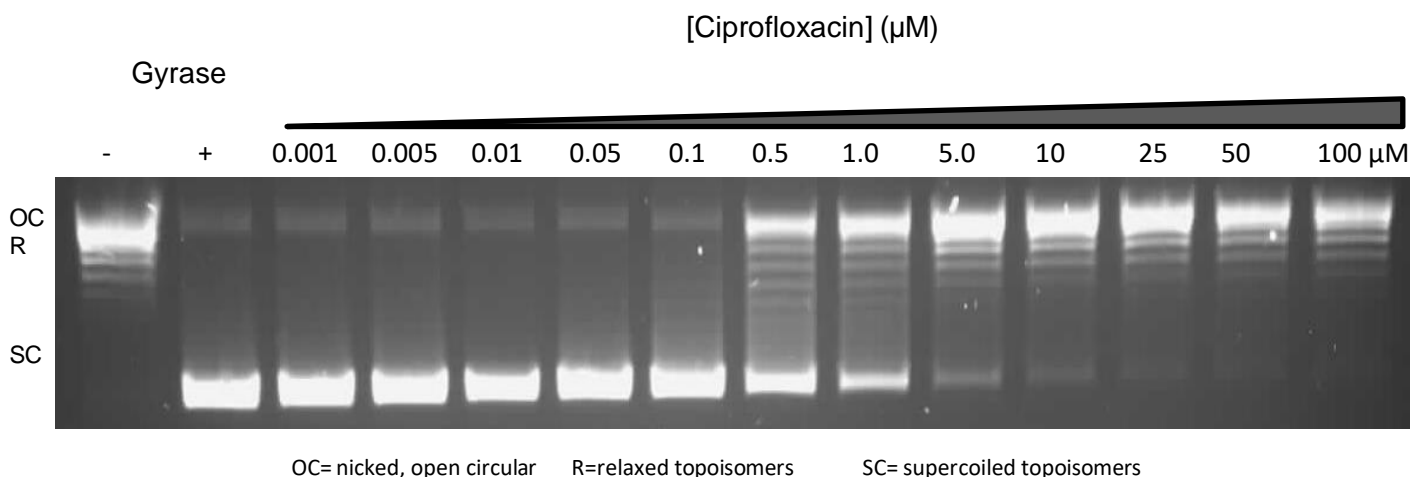 [Ciprofloxacin] (µM)
Gyrase
- + 0.001 0.005 0.01 0.05 0.1 0.5 1.0 5.0 10 25 50 100 µM
OC
R
SC
OC= nicked, open circular R=relaxed topoisomers SC= supercoiled topoisomers